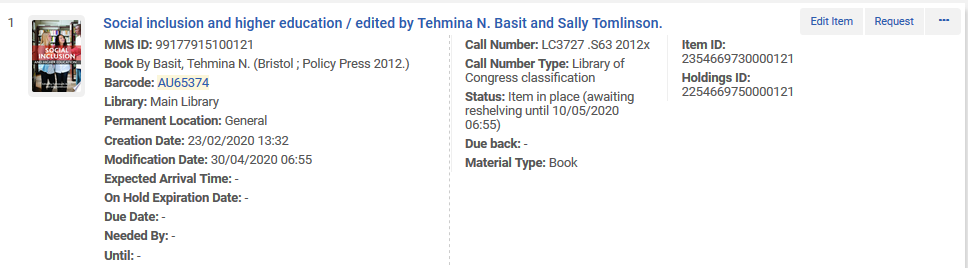 1
SOCIAL
INCLUSION
AND HIGHER EDUCATION
Social inclusion and higher education / edited by Tehmina N. Basit and Sally Tomlinson.
MMS ID: 99177915100121
Book By Basit, Tehmina N. (Bristol ; Policy Press 2012.)
Barcode: AU65374
Library: Main Library
Permanent Location: General
Creation Date: 23/02/2020 13:32
Modification Date: 30/04/2020 06:55
Expected Arrival Time: -
On Hold Expiration Date: -
Due Date: -
Needed By: -
Until: -
Call Number: LC3727 .S63 2012x
Call Number Type: Library of
Congress classification
Status: Item in place (awaiting
reshelving until 10/05/2020
06:55)
Due back: -
Material Type: Book
Item ID:
2354669730000121
Holdings ID:
2254669750000121
Edit Item
Request
•••